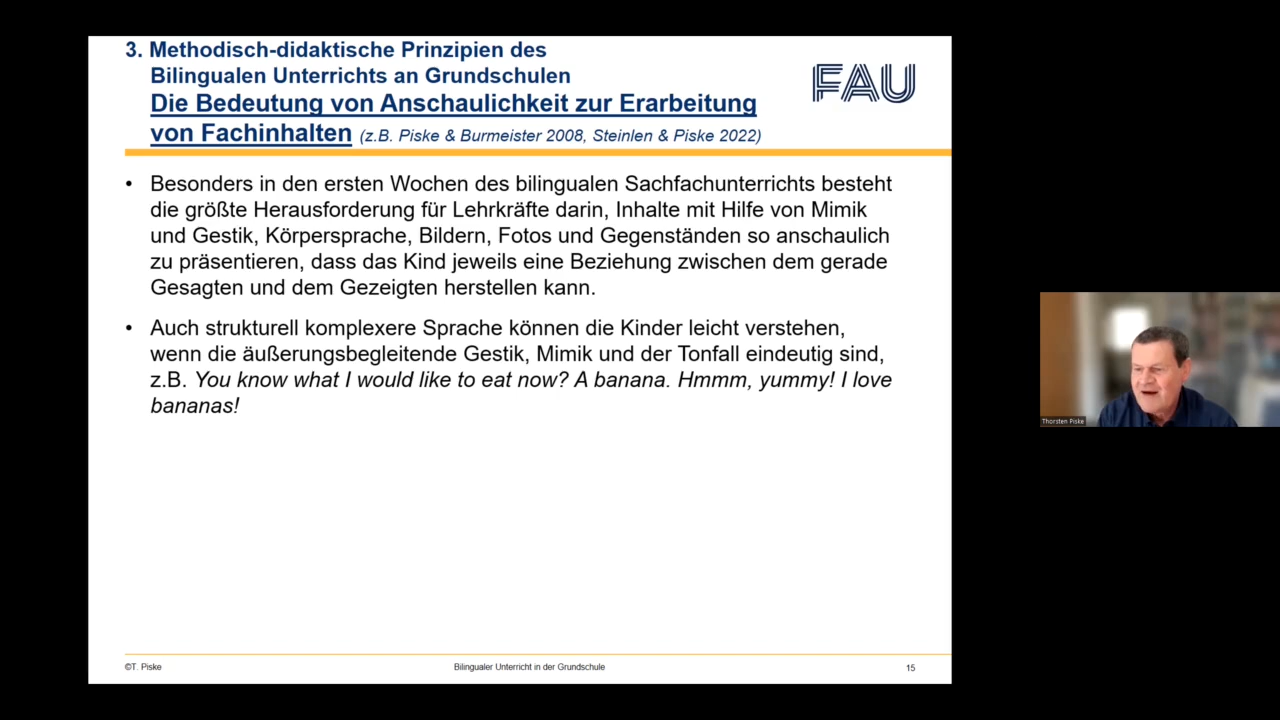 3. Methodisch-didaktische Prinzipien des
Bilingualen Unterrichts an Grundschulen
Die Bedeutung von Anschaulichkeit zur Erarbeitung
von Fachinhalten (z.B. Piske & Burmeister 2008, Steinlen & Piske 2022)
FAU
• Besonders in den ersten Wochen des bilingualen Sachfachunterrichts besteht
die größte Herausforderung für Lehrkräfte darin, Inhalte mit Hilfe von Mimik
und Gestik, Körpersprache, Bildern, Fotos und Gegenständen so anschaulich
zu präsentieren, dass das Kind jeweils eine Beziehung zwischen dem gerade
Gesagten und dem Gezeigten herstellen kann.
• Auch strukturell komplexere Sprache können die Kinder leicht verstehen,
wenn die äußerungsbegleitende Gestik, Mimik und der Tonfall eindeutig sind,
z.B. You know what I would like to eat now? A banana. Hmmm, yummy! I love
bananas!
©T. Piske
Bilingualer Unterricht in der Grundschule
15
Thorsten Piske